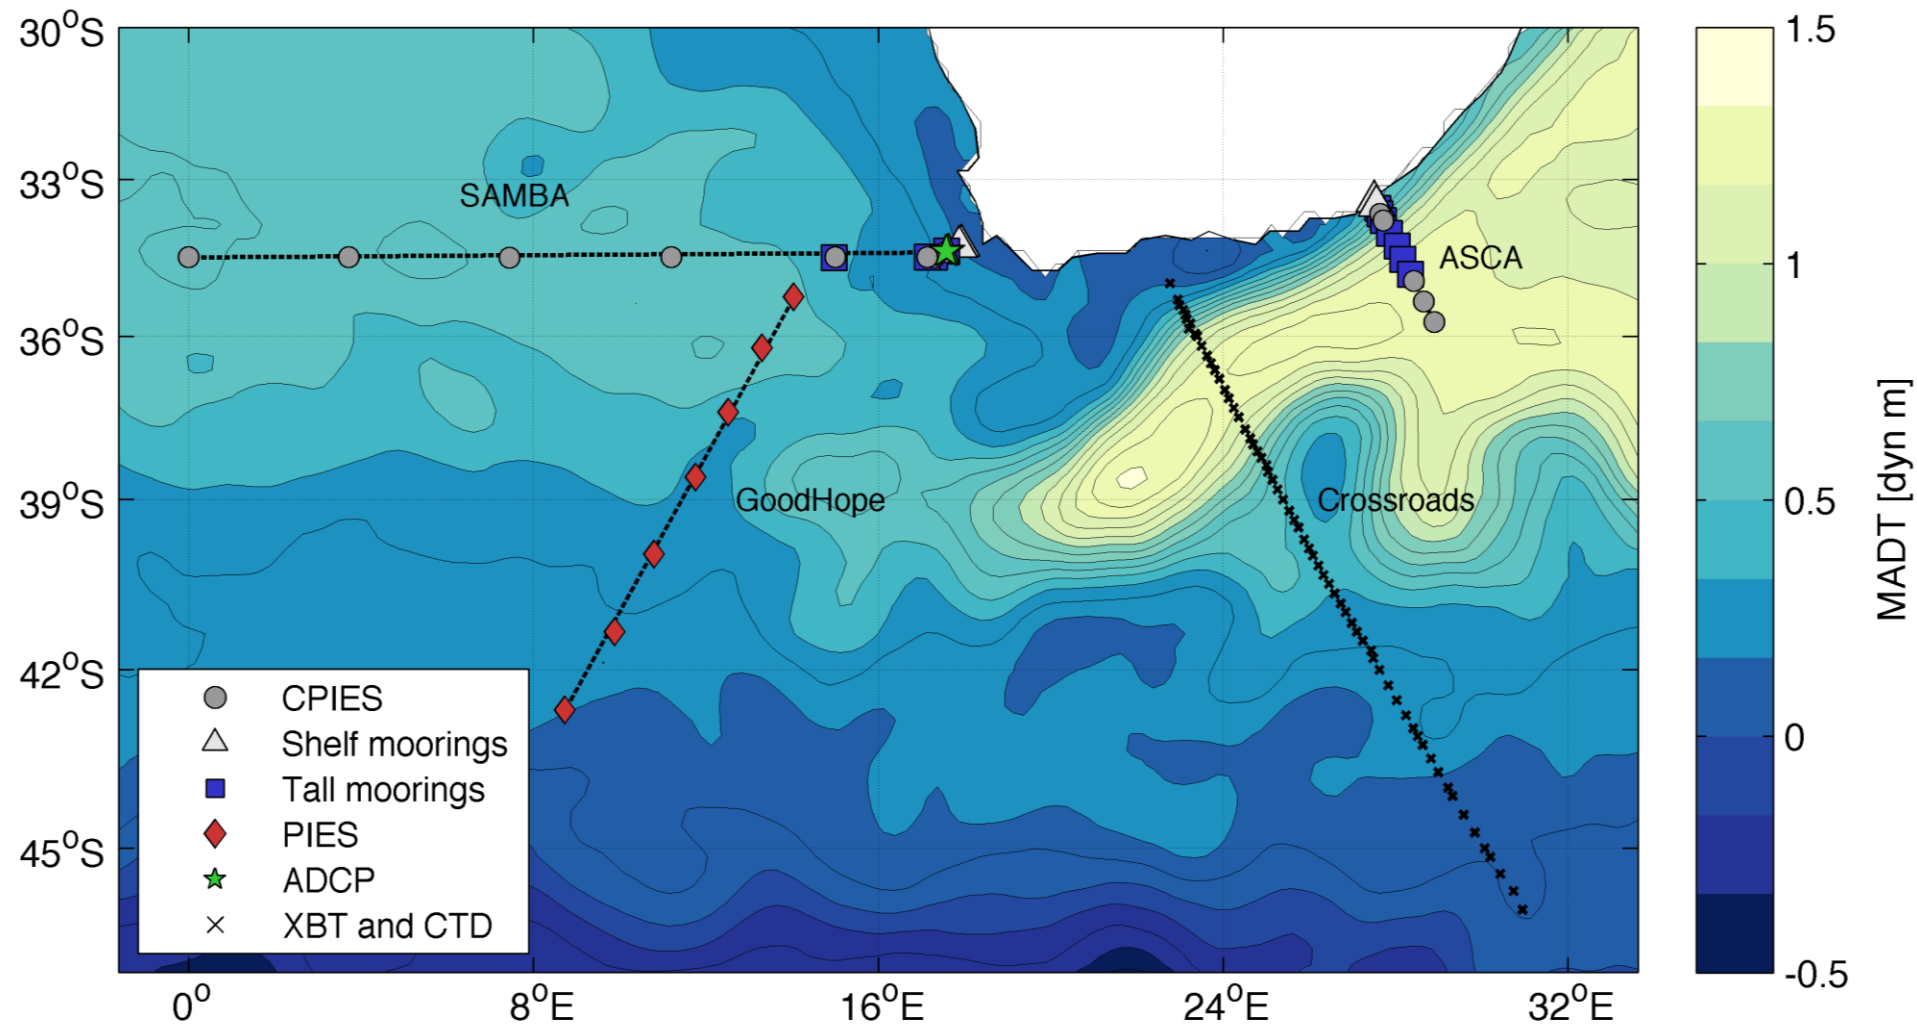 30°S
33°S
36°S
39°S
42°S
45°S
0°
8°E
16°E
24°E
32°E
SAMBA
ASCA
GoodHope
Crossroads
CPIES
Shelf moorings
Tall moorings
PIES
ADCP
XBT and CTD
1.5
1
0.5
0
-0.5
MADT [dyn m]